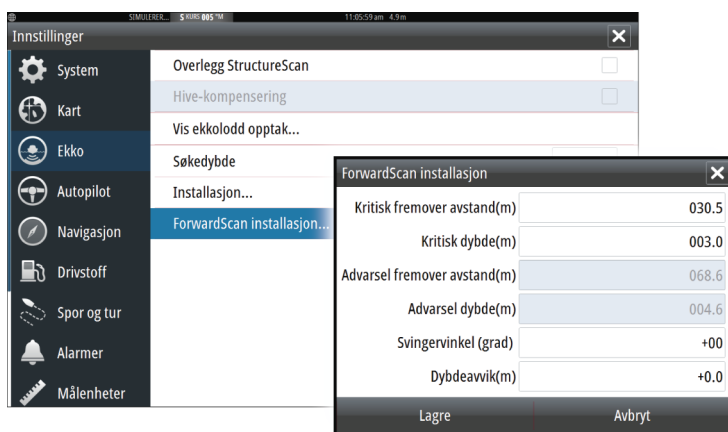 SIMULERER... S KURS 005 °M 11:05:59 am 4.9 m
Innstillinger
System
Kart
Ekko
Autopilot
Navigasjon
Drivstoff
Spor og tur
Alarmer
Målenheter
Overlegg StructureScan
Hive-kompensering
Vis ekkolodd opptak...
Søkedybde
Installasjon...
ForwardScan installasjon...
ForwardScan installasjon
Kritisk fremover avstand(m) 030.5
Kritisk dybde(m) 003.0
Advarsel fremover avstand(m) 068.6
Advarsel dybde(m) 004.6
Svingervinkel (grad) +00
Dybdeavvik(m) +0.0
Lagre Avbryt